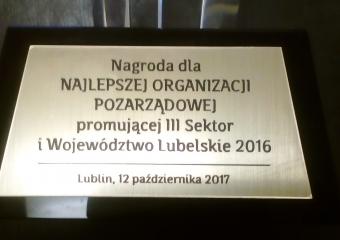 Nagroda dla
NAJLEPSZEJ ORGANIZACJI
POZARZĄDOWEJ
promującej III Sektor
i Województwo Lubelskie 2016
Lublin, 12 października 2017